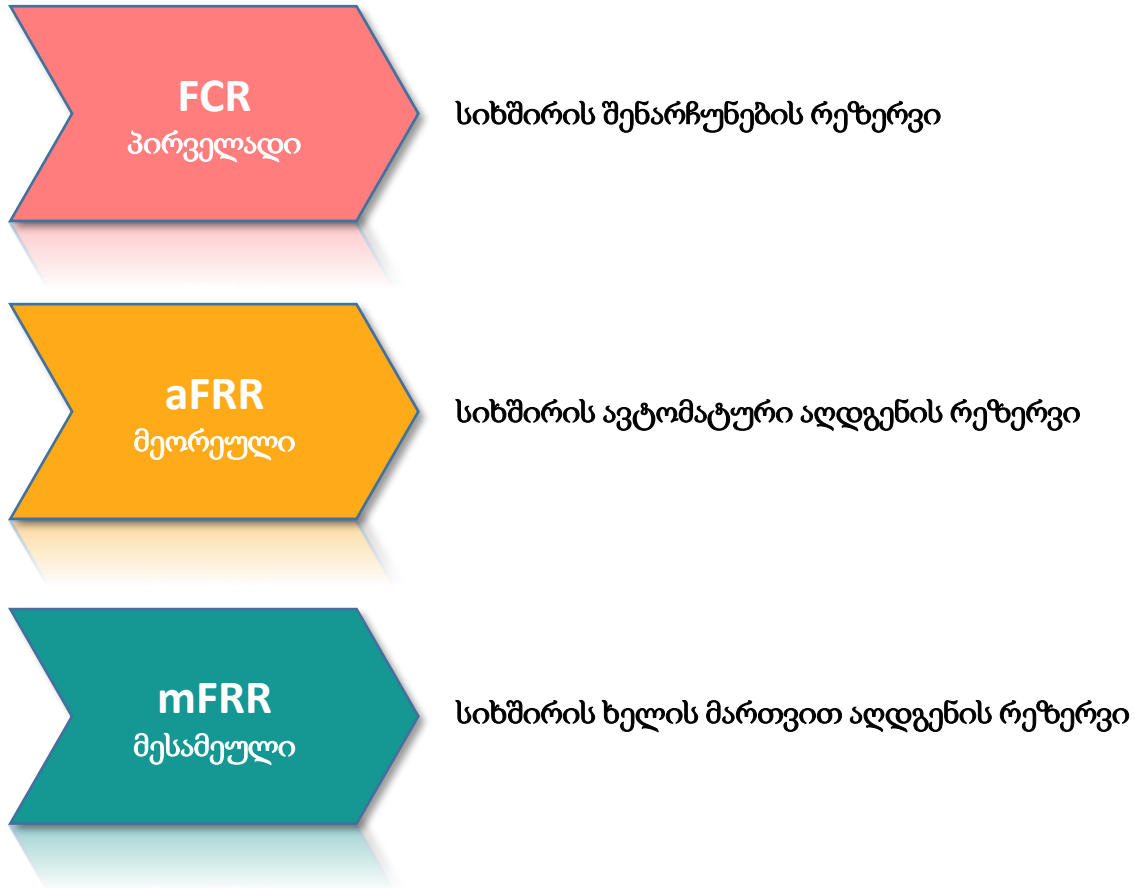 FCR
პირველადი
სიხშირის შენარჩუნების რეზერვი
aFRR
მეორეული
სიხშირის ავტომატური აღდგენის რეზერვი
mFRR
მესამეული
სიხშირის ხელის მართვით აღდგენის რეზერვი